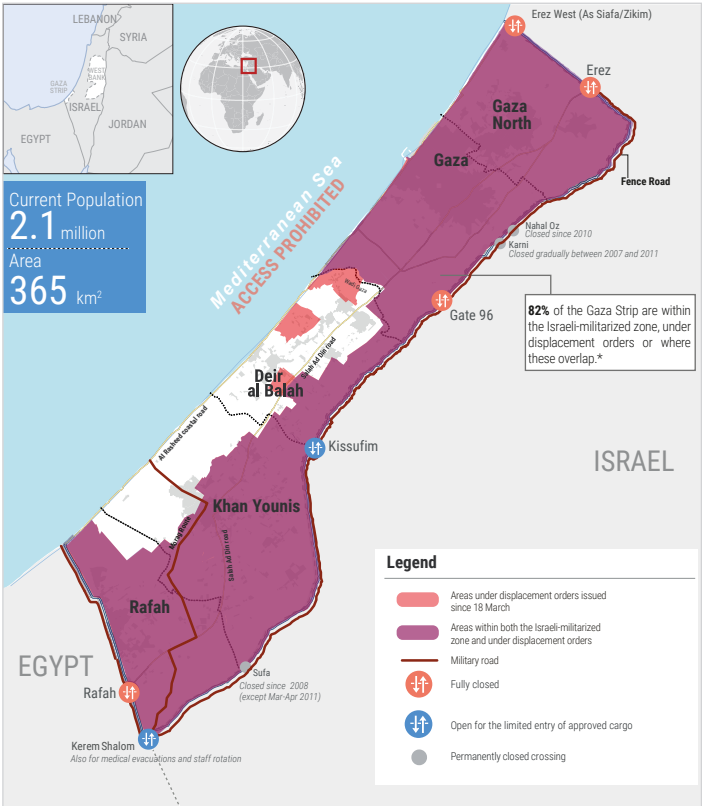 LEBANON
SYRIA
WEST
BANK
GAZA
STRIP
ISRAEL
JORDAN
EGYPT
Current Population
2.1 million
Area
365 km²
Mediterranean Sea
ACCESS PROHIBITED
Erez West (As Siafa/Zikim)
Erez
Gaza
North
Gaza
Fence Road
Nahal Oz
Closed since 2010
Karni
Closed gradually between 2007 and 2011
Wadi Gaza
Gate 96
82% of the Gaza Strip are within
the Israeli-militarized zone, under
displacement orders or where
these overlap.*
Salah Ad Din road
Deir
al Balah
Al Rasheed coastal road
Kissufim
ISRAEL
Khan Younis
Morag Route
Salah Ad Din road
Rafah
EGYPT
Rafah
Sufa
Closed since 2008
(except Mar-Apr 2011)
Kerem Shalom
Also for medical evacuations and staff rotation
Legend
Areas under displacement orders issued
since 18 March
Areas within both the Israeli-militarized
zone and under displacement orders
Military road
Fully closed
Open for the limited entry of approved cargo
Permanently closed crossing